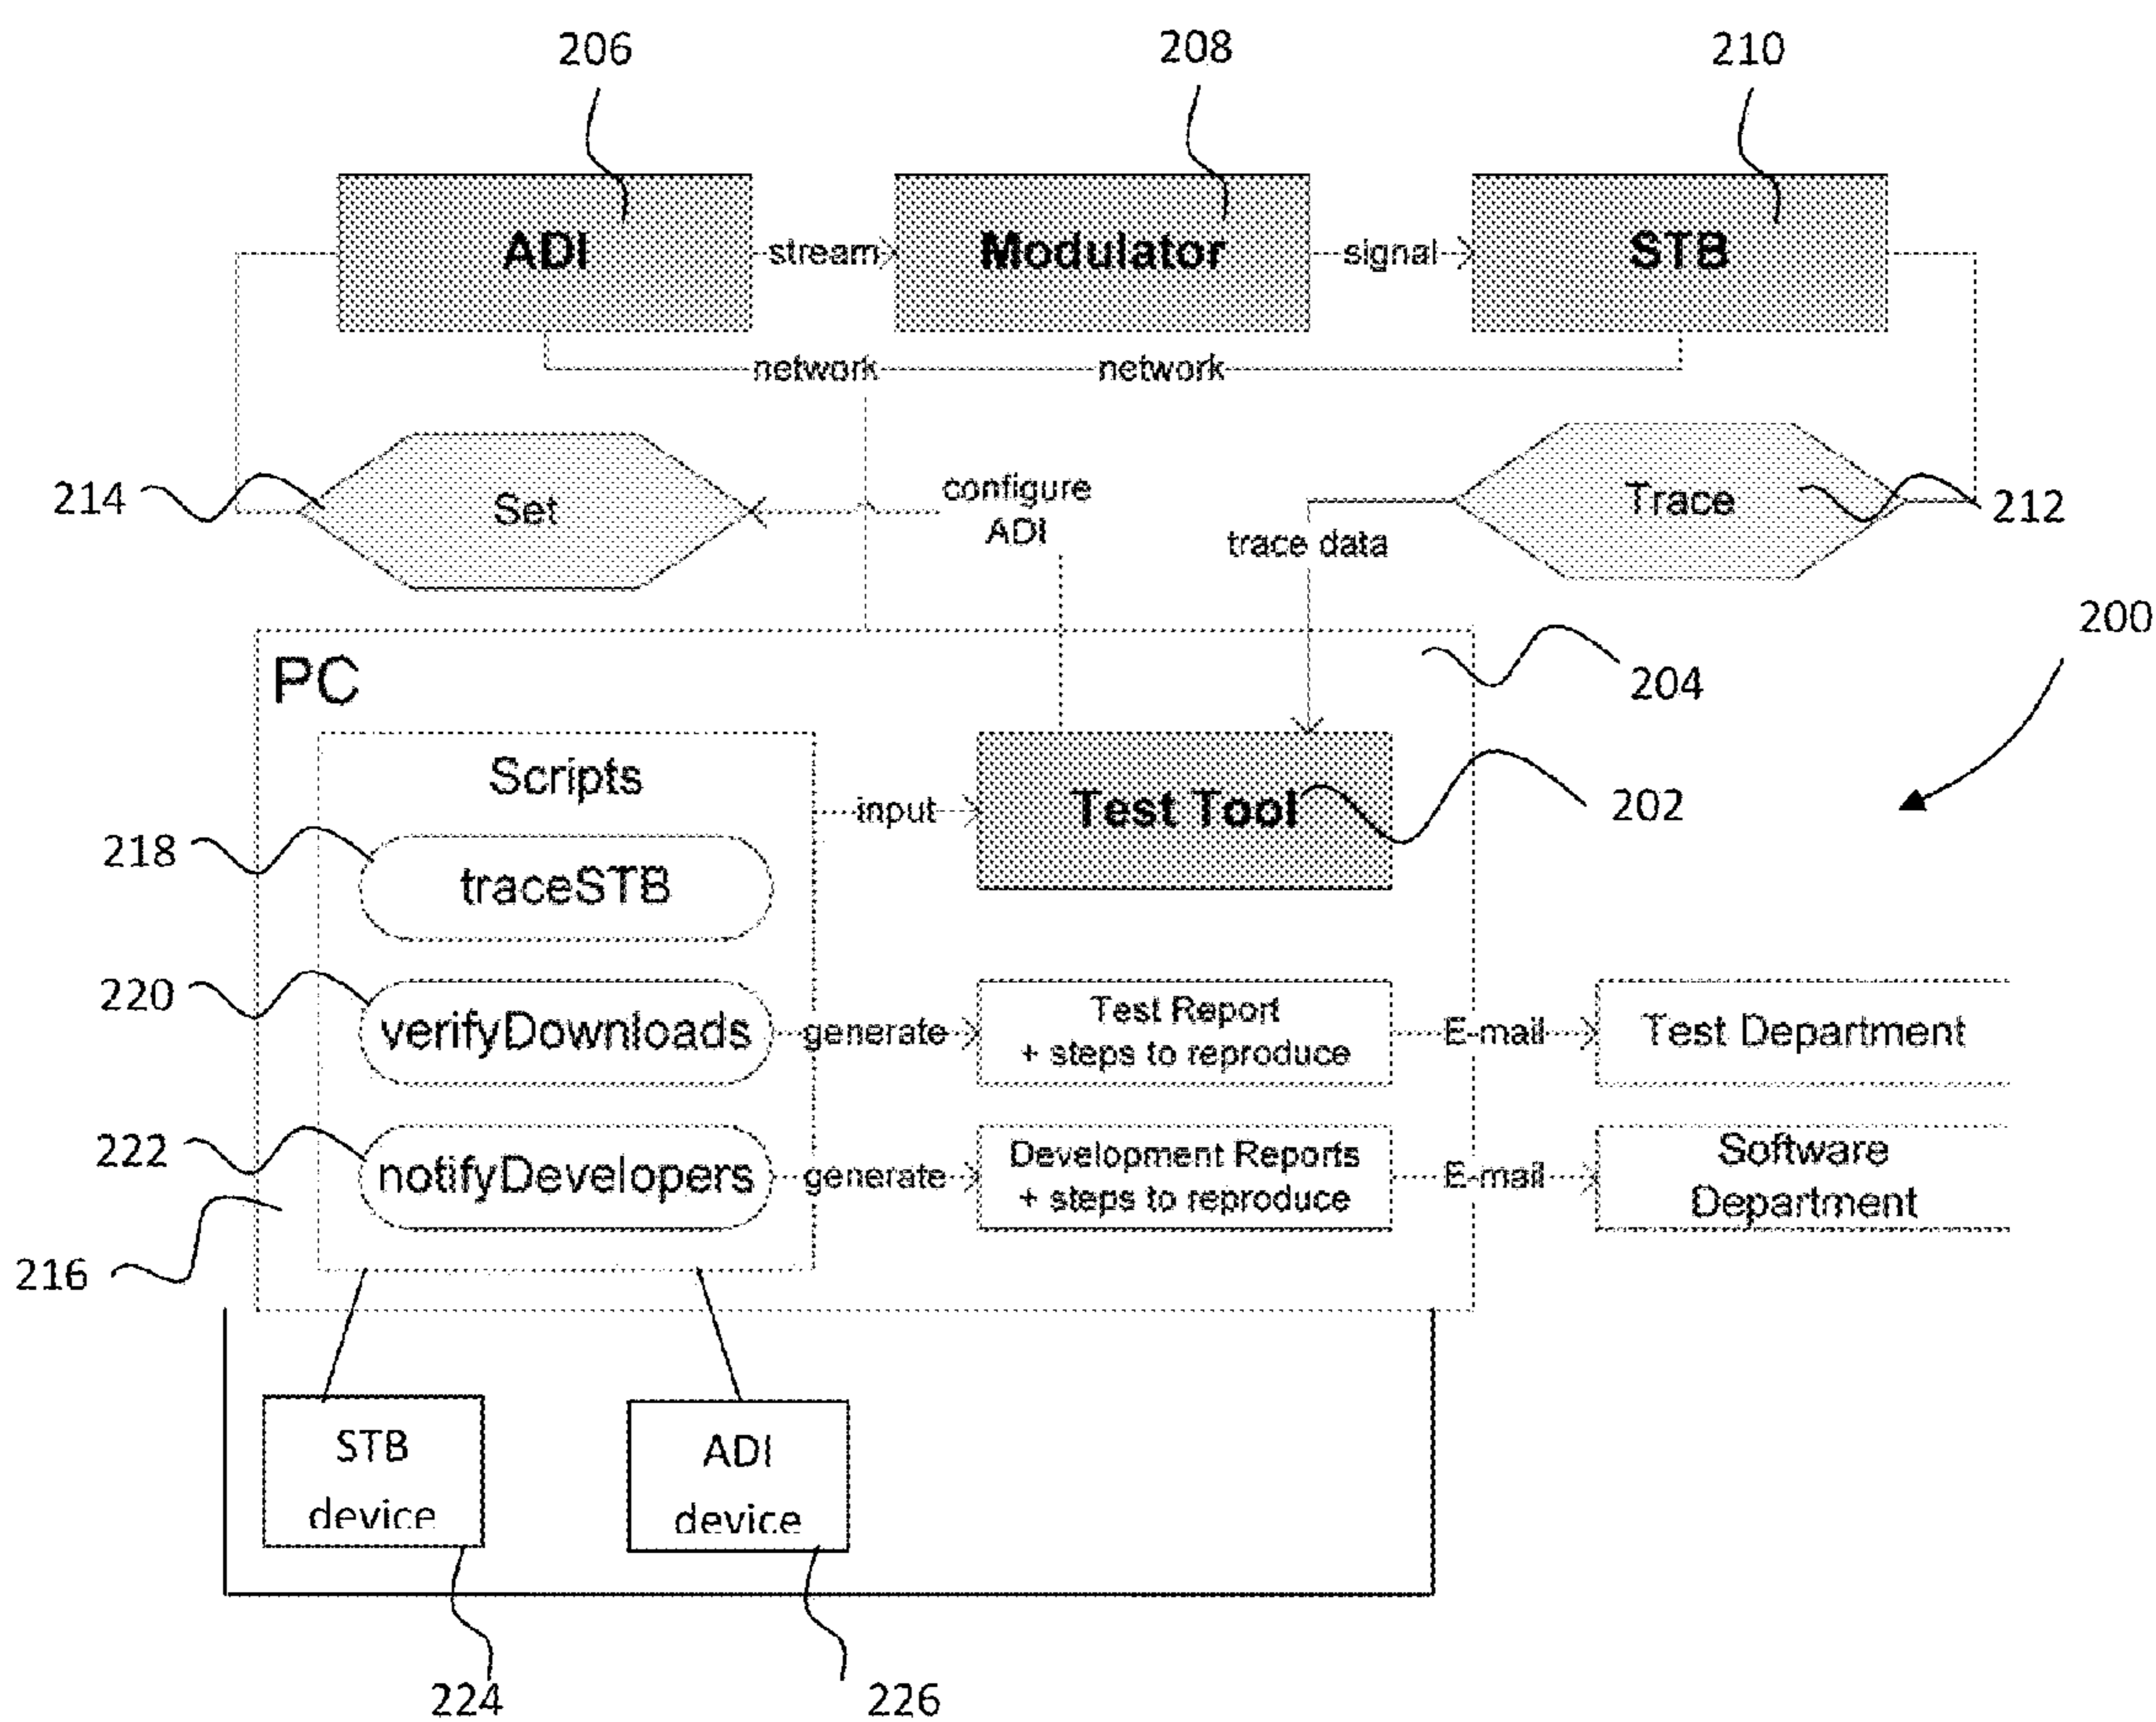 206
208
210
ADI
stream
Modulator
signal
STB
network
network
214
Set
configure
ADI
Trace
212
trace data
200
PC
204
Scripts
input
Test Tool
202
218
traceSTB
220
verifyDownloads
generate
Test Report
+ steps to reproduce
E-mail
Test Department
222
notifyDevelopers
generate
Development Reports
+ steps to reproduce
E-mail
Software
Department
216
STB
device
ADI
device
224
226